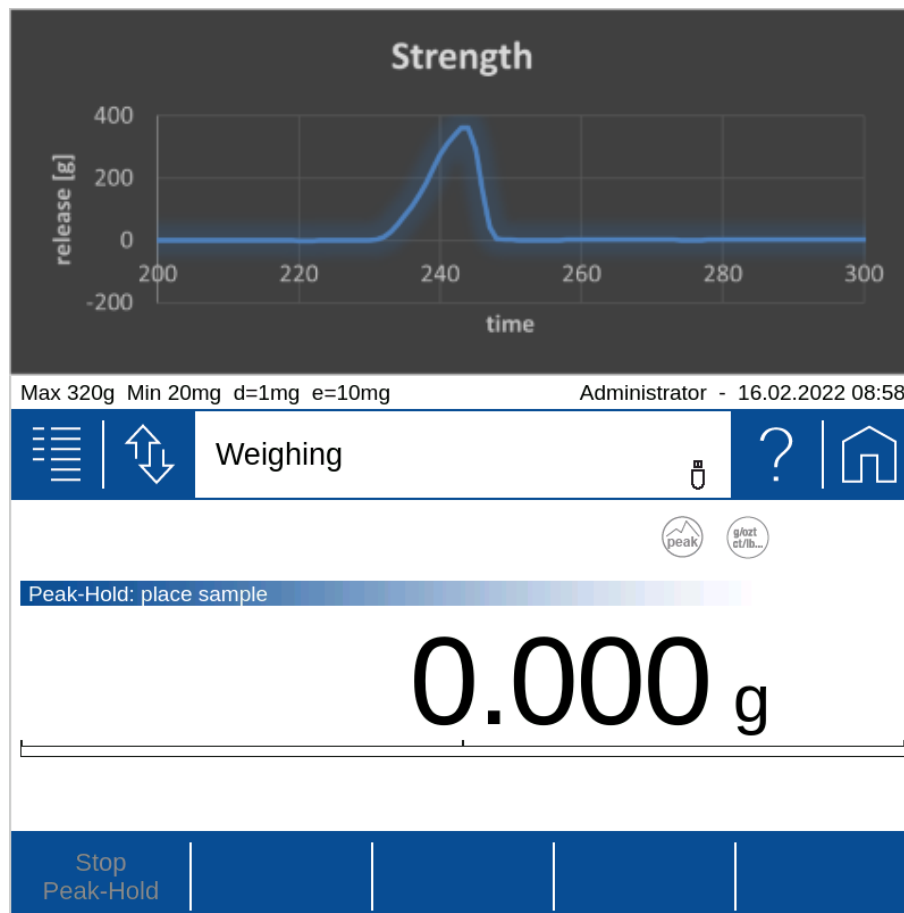 Strength
400
200
0
-200
release [g]
200 220 240 260 280 300
time
Max 320g Min 20mg d=1mg e=10mg Administrator - 16.02.2022 08:58
Weighing
?
peak
g/ozt
ct/lb...
Peak-Hold: place sample
0.000 g
Stop
Peak-Hold